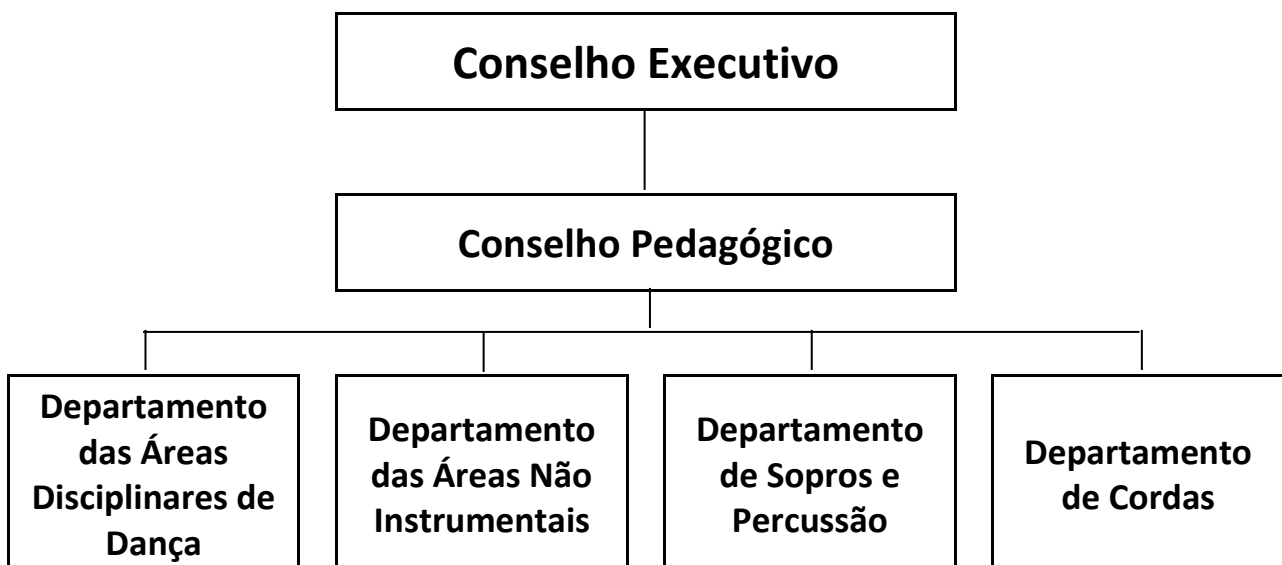 Conselho Executivo
Conselho Pedagógico
Departamento
das Áreas
Disciplinares de
Dança
Departamento
das Áreas Não
Instrumentais
Departamento
de Sopros e
Percussão
Departamento
de Cordas